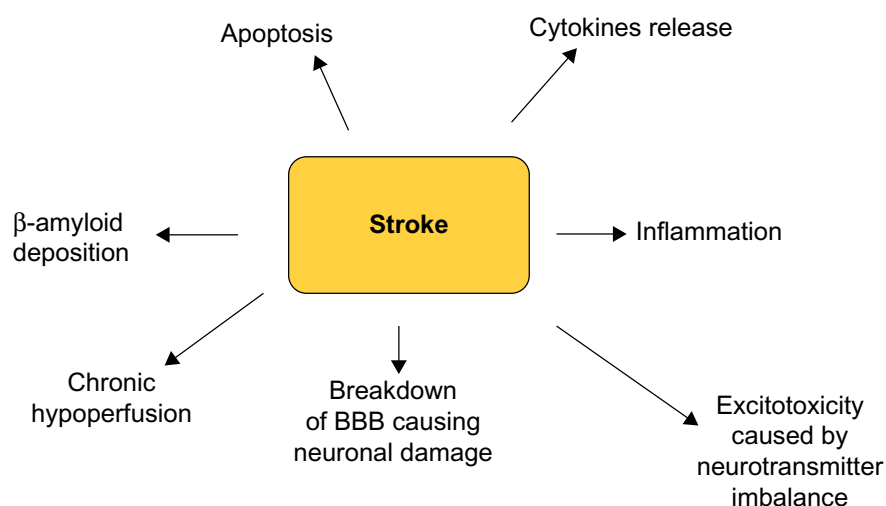 Apoptosis
Cytokines release
β-amyloid
deposition
Stroke
Inflammation
Chronic
hypoperfusion
Breakdown
of BBB causing
neuronal damage
Excitotoxicity
caused by
neurotransmitter
imbalance